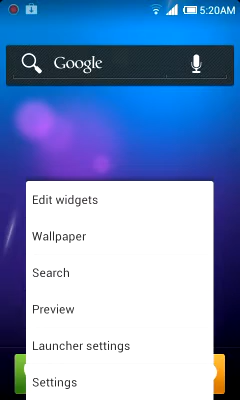 5:20AM
Google
Edit widgets
Wallpaper
Search
Preview
Launcher settings
Settings